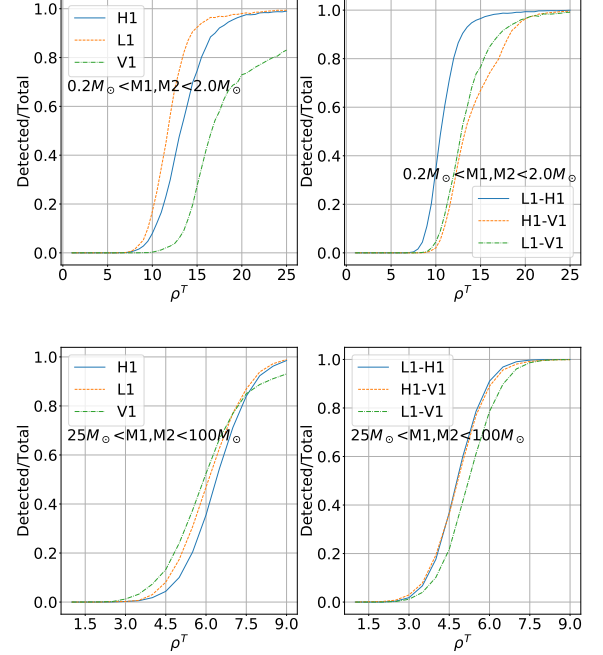 1.0
0.8
0.6
0.4
0.2
0.0
Detected/Total
H1
L1
V1
0.2M⊙<M1,M2<2.0M⊙
0 5 10 15 20 25
ρ^T
1.0
0.8
0.6
0.4
0.2
0.0
Detected/Total
0.2M⊙<M1,M2<2.0M⊙
L1-H1
H1-V1
L1-V1
0 5 10 15 20 25
ρ^T
1.0
0.8
0.6
0.4
0.2
0.0
Detected/Total
H1
L1
V1
25M⊙<M1,M2<100M⊙
1.5 3.0 4.5 6.0 7.5 9.0
ρ^T
1.0
0.8
0.6
0.4
0.2
0.0
Detected/Total
L1-H1
H1-V1
L1-V1
25M⊙<M1,M2<100M⊙
1.5 3.0 4.5 6.0 7.5 9.0
ρ^T